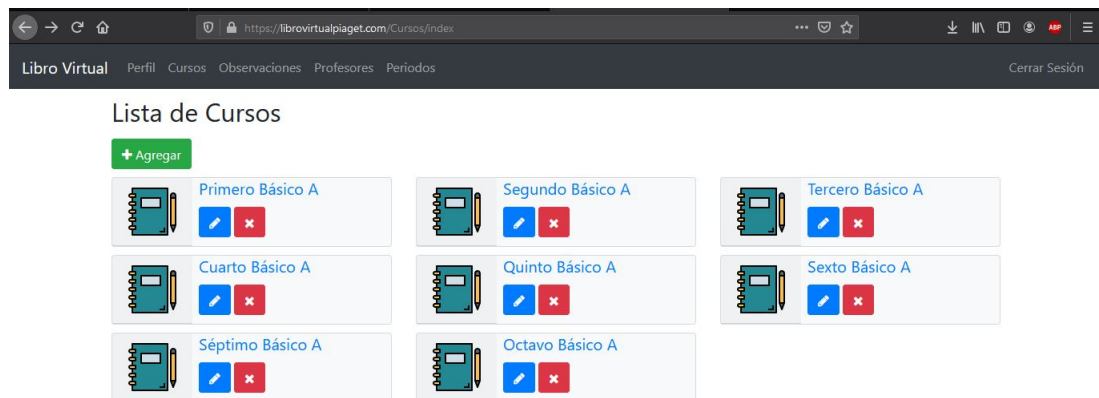 https://librovirtualpiaget.com/Cursos/index
ABP
Libro Virtual Perfil Cursos Observaciones Profesores Periodos Cerrar Sesión
Lista de Cursos
Agregar
Primero Básico A Segundo Básico A Tercero Básico A
Cuarto Básico A Quinto Básico A Sexto Básico A
Séptimo Básico A Octavo Básico A